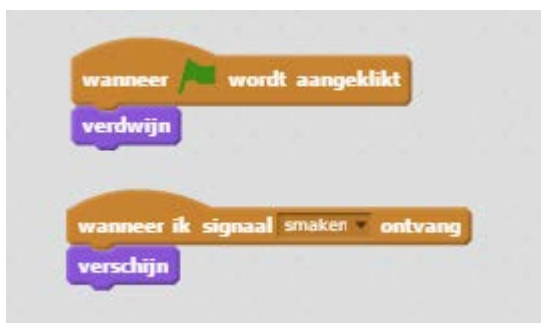 wanneer wordt aangeklikt
verdwijn
wanneer ik signaal smaken ontvang
verschijn